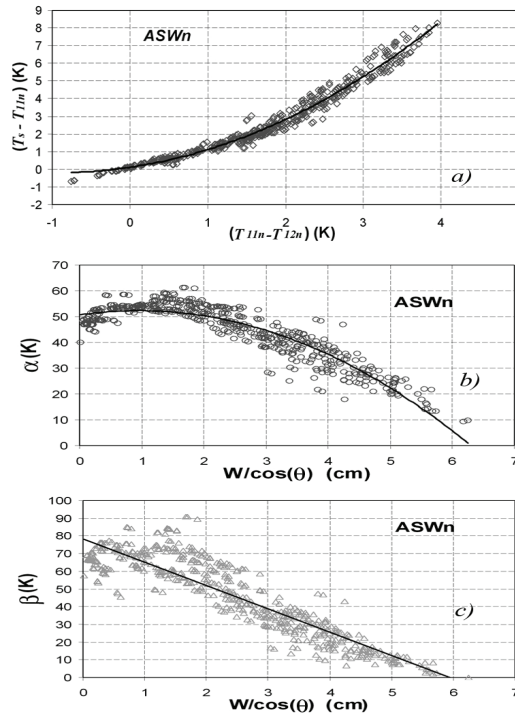 9
8
7
6
5
4
3
2
1
0
-1
-2
ASWn
(Ts - T11n) (K)
a)
-1 0 1 2 3 4 5
(T11n-T12n) (K)
70
60
50
40
30
20
10
0
ASWn
α(K)
b)
0 1 2 3 4 5 6 7
W/cos(θ) (cm)
100
90
80
70
60
50
40
30
20
10
0
ASWn
β(K)
c)
0 1 2 3 4 5 6 7
W/cos(θ) (cm)